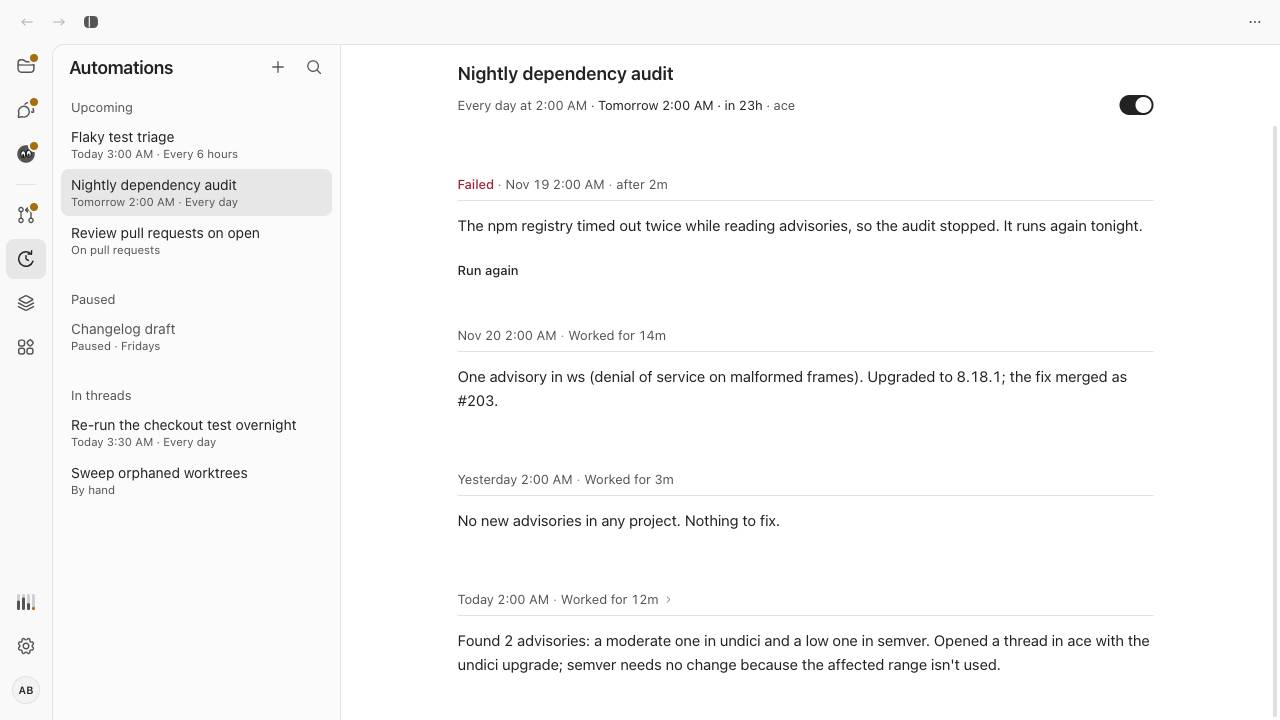 Automations
Upcoming
Flaky test triage
Today 3:00 AM · Every 6 hours
Nightly dependency audit
Tomorrow 2:00 AM · Every day
Review pull requests on open
On pull requests
Paused
Changelog draft
Paused · Fridays
In threads
Re-run the checkout test overnight
Today 3:30 AM · Every day
Sweep orphaned worktrees
By hand
AB
Nightly dependency audit
Every day at 2:00 AM · Tomorrow 2:00 AM · in 23h · ace
Failed · Nov 19 2:00 AM · after 2m
The npm registry timed out twice while reading advisories, so the audit stopped. It runs again tonight.
Run again
Nov 20 2:00 AM · Worked for 14m
One advisory in ws (denial of service on malformed frames). Upgraded to 8.18.1; the fix merged as
#203.
Yesterday 2:00 AM · Worked for 3m
No new advisories in any project. Nothing to fix.
Today 2:00 AM · Worked for 12m
Found 2 advisories: a moderate one in undici and a low one in semver. Opened a thread in ace with the
undici upgrade; semver needs no change because the affected range isn't used.